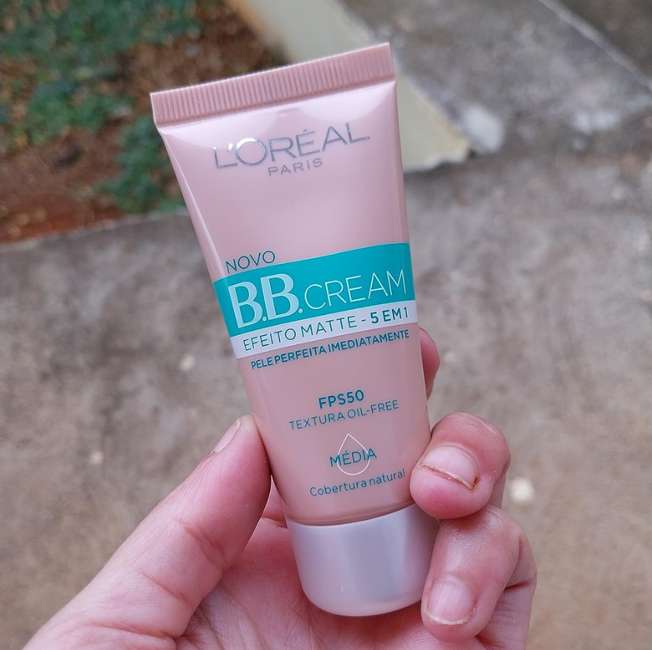 L'ORÉAL
PARIS
NOVO
B.B.CREAM
EFEITO MATTE - 5 EM 1
PELE PERFEITA IMEDIATAMENTE
FPS50
TEXTURA OIL-FREE
MÉDIA
Cobertura natural